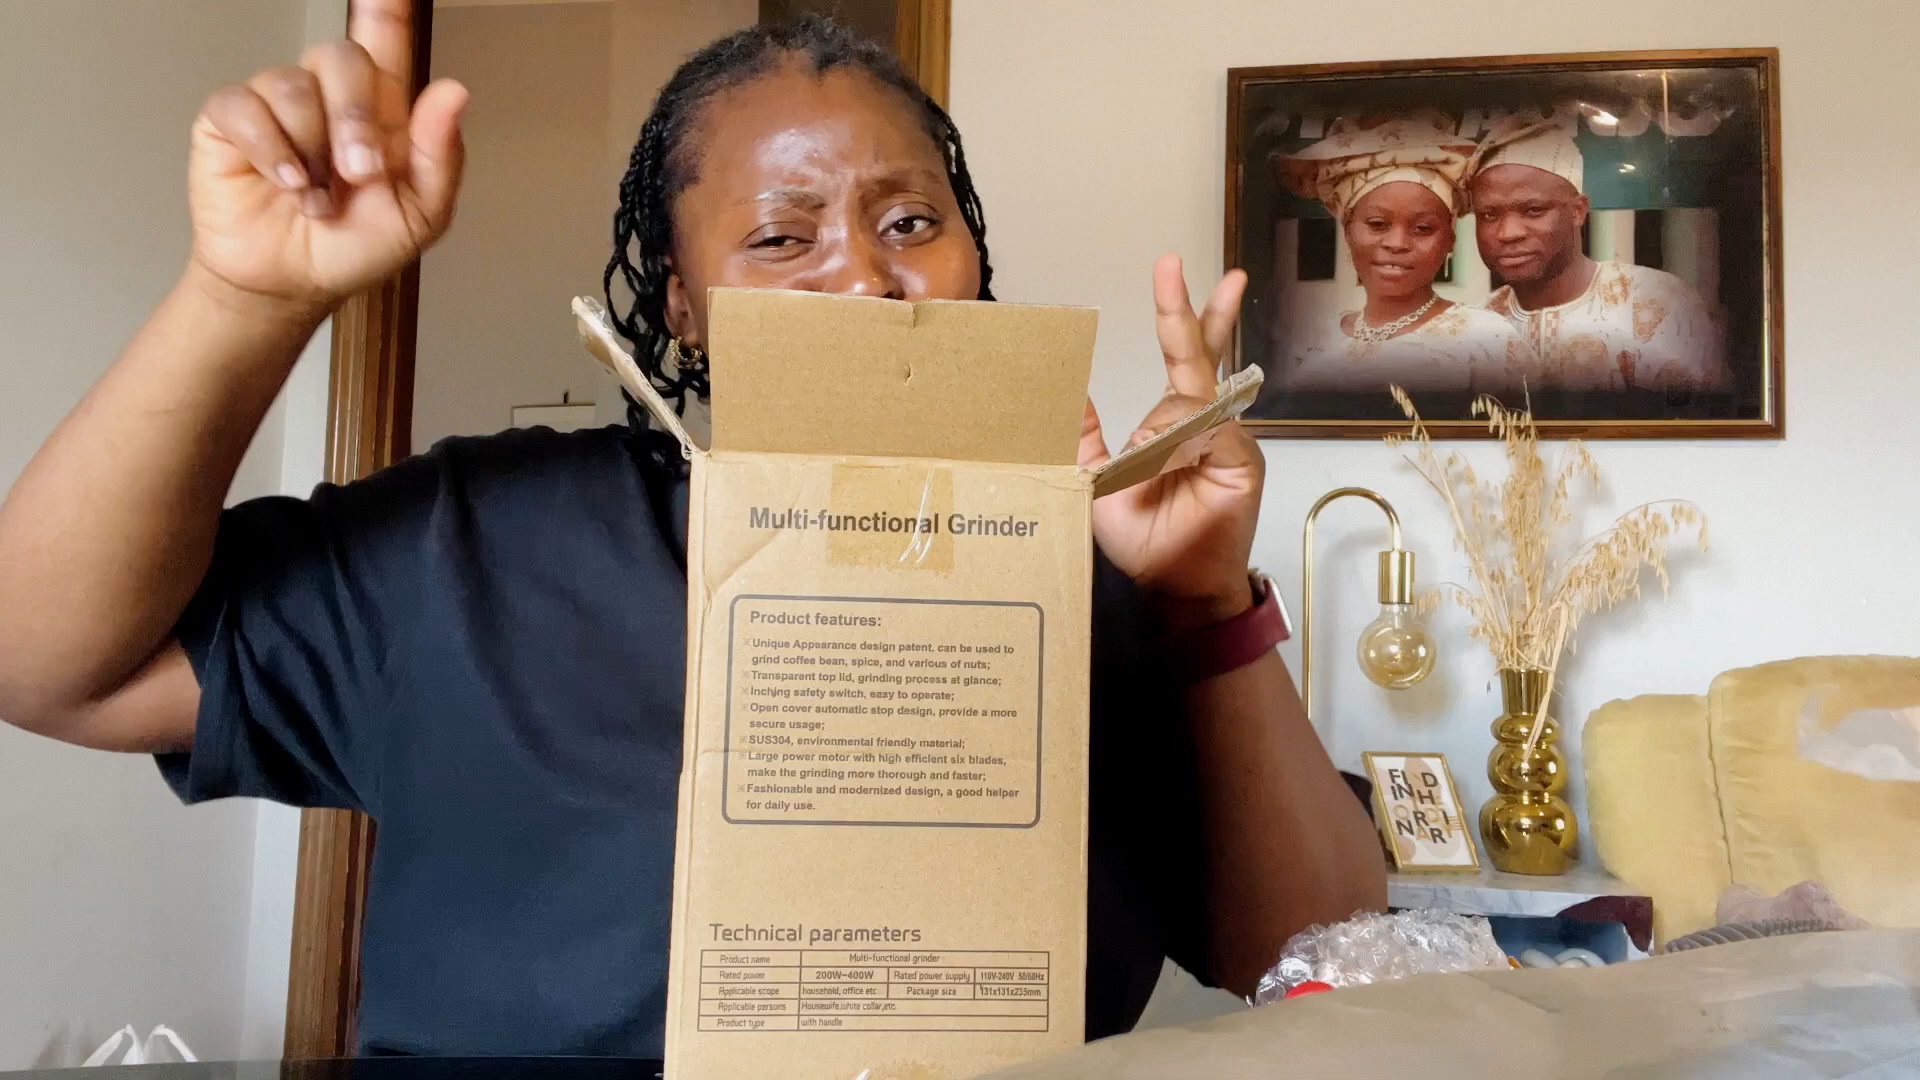 Multi-functional Grinder
Product features:
※Unique Appearance design patent, can be used to
grind coffee bean, spice, and various of nuts;
※Transparent top lid, grinding process at glance;
※Inching safety switch, easy to operate;
※Open cover automatic stop design, provide a more
secure usage;
※SUS304, environmental friendly material;
※Large power motor with high efficient six blades,
make the grinding more thorough and faster;
※Fashionable and modernized design, a good helper
for daily use.
Technical parameters
Product name Multi-functional grinder
Rated power 200W~400W Rated power supply 110V-240V 50/60Hz
Applicable scope household, office etc Package size 131x131x235mm
Applicable persons Housewife,white collar,etc.
Product type with handle
FI D
IN H
N R I
R